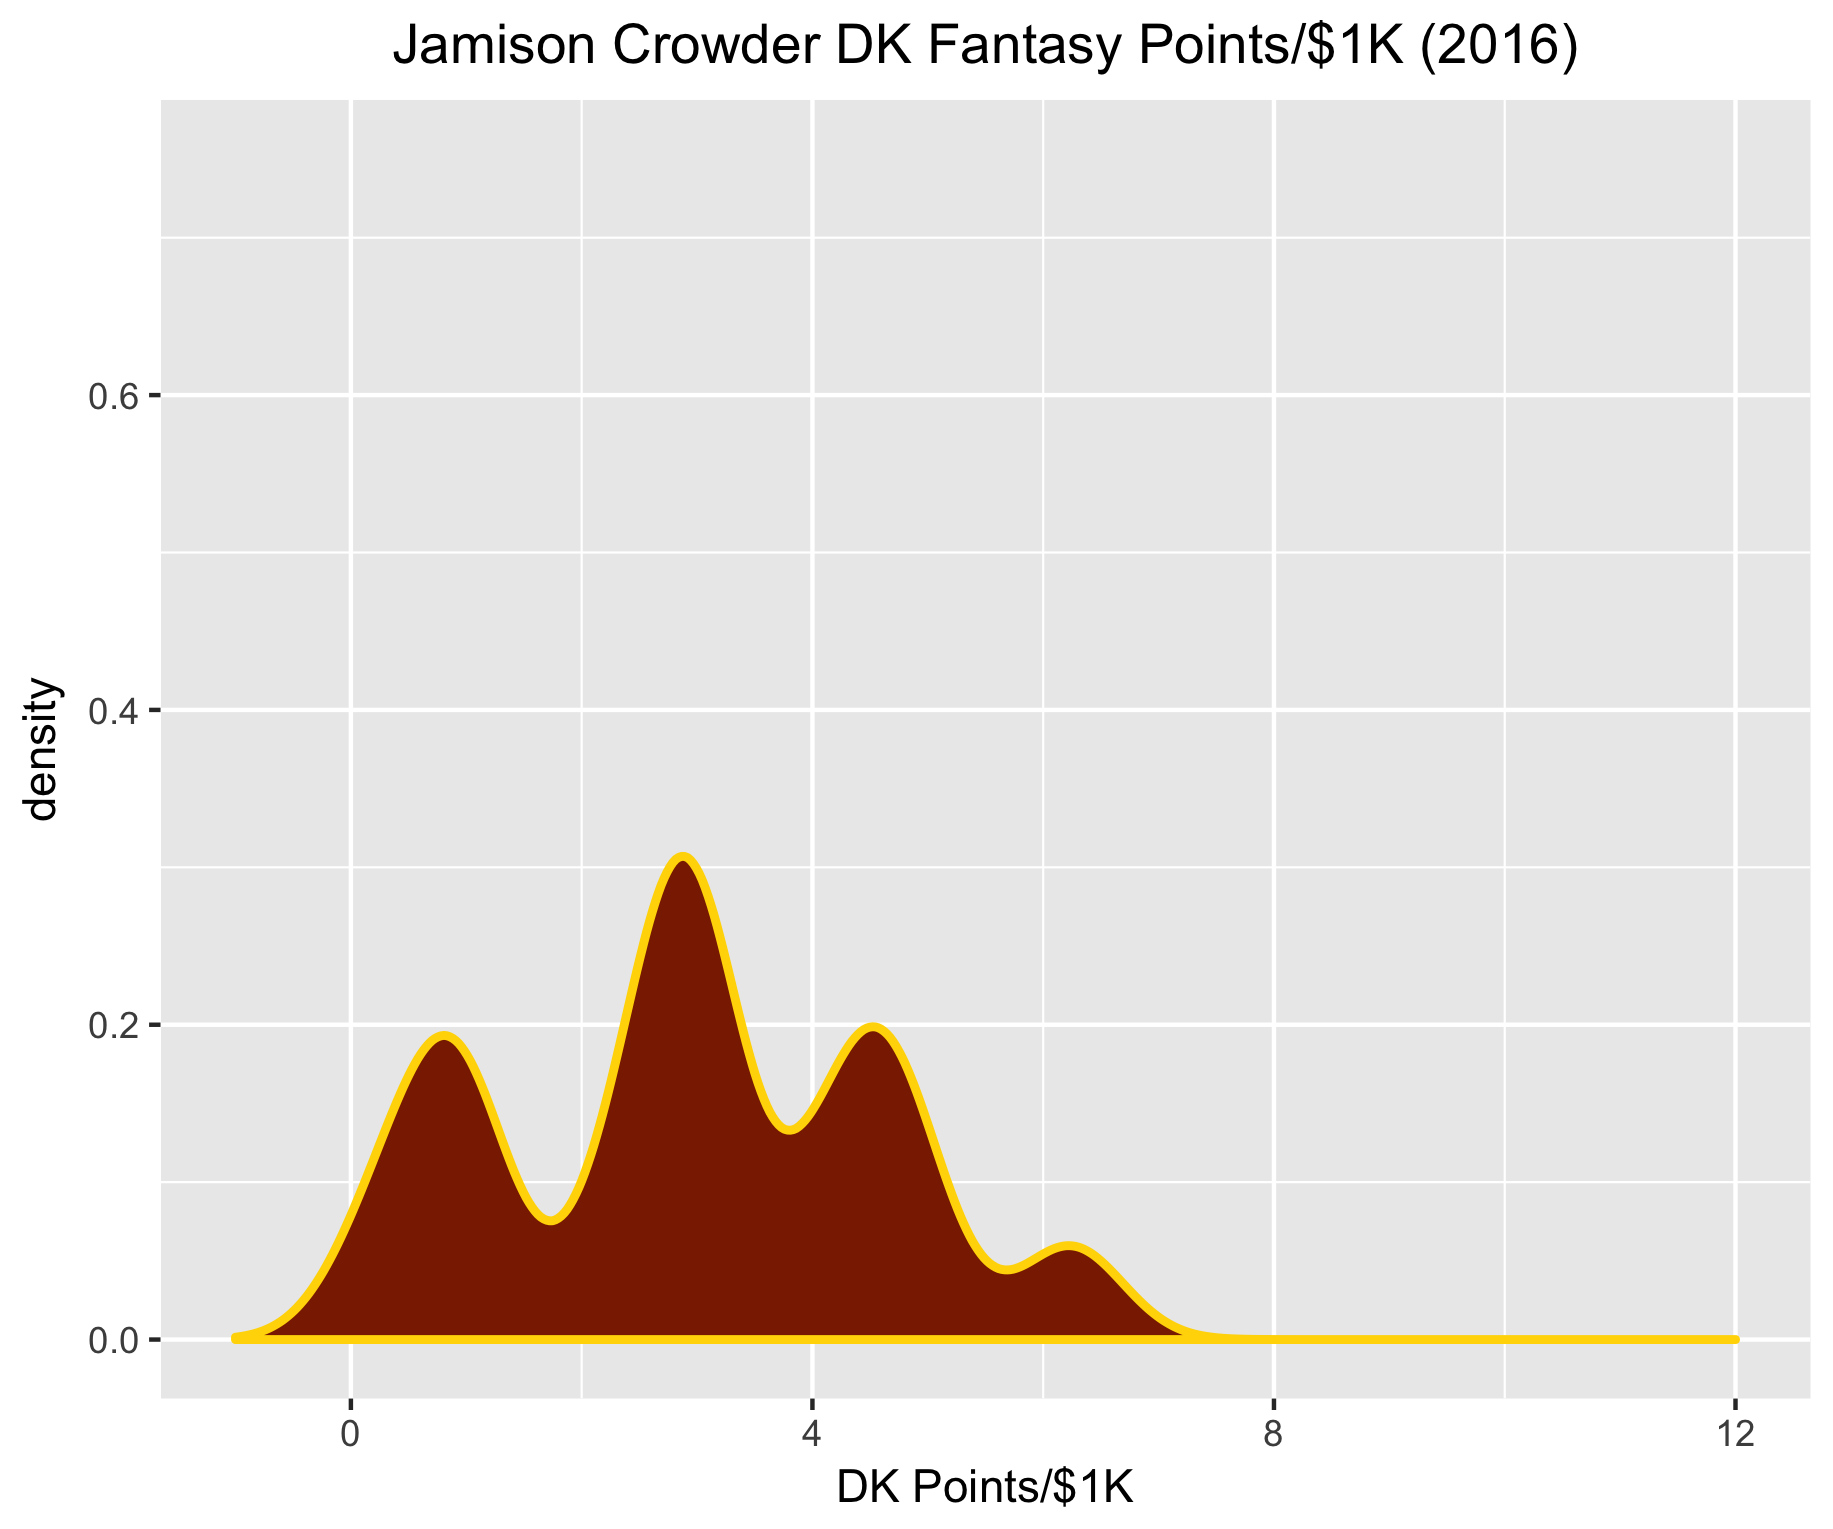 Jamison Crowder DK Fantasy Points/$1K (2016)
density
0.6
0.4
0.2
0.0
0 4 8 12
DK Points/$1K